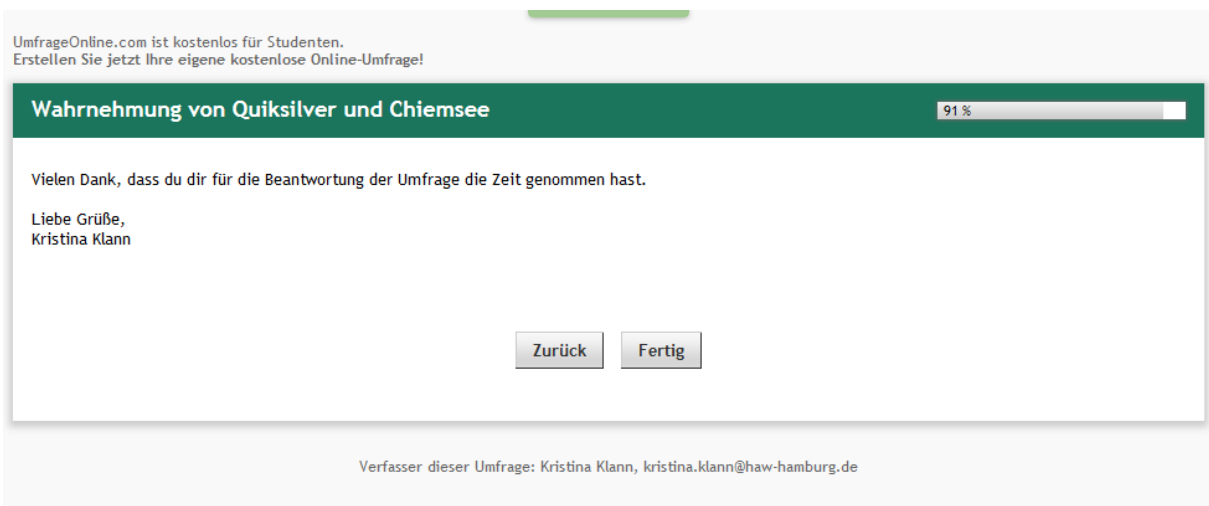 UmfrageOnline.com ist kostenlos für Studenten.
Erstellen Sie jetzt Ihre eigene kostenlose Online-Umfrage!
Wahrnehmung von Quiksilver und Chiemsee
91 %
Vielen Dank, dass du dir für die Beantwortung der Umfrage die Zeit genommen hast.
Liebe Grüße,
Kristina Klann
Zurück Fertig
Verfasser dieser Umfrage: Kristina Klann, kristina.klann@haw-hamburg.de